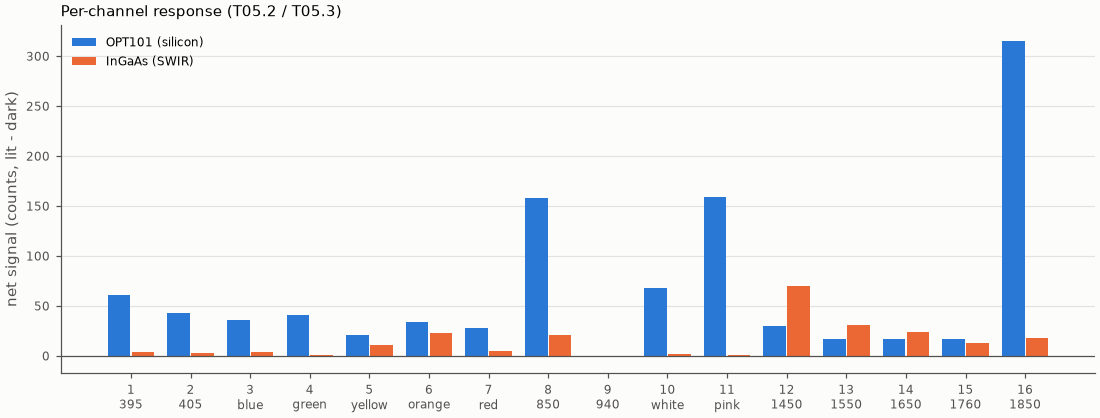 Per-channel response (T05.2 / T05.3)
OPT101 (silicon)
InGaAs (SWIR)
net signal (counts, lit - dark)
300
250
200
150
100
50
0
1 2 3 4 5 6 7 8 9 10 11 12 13 14 15 16
395 405 blue green yellow orange red 850 940 white pink 1450 1550 1650 1760 1850